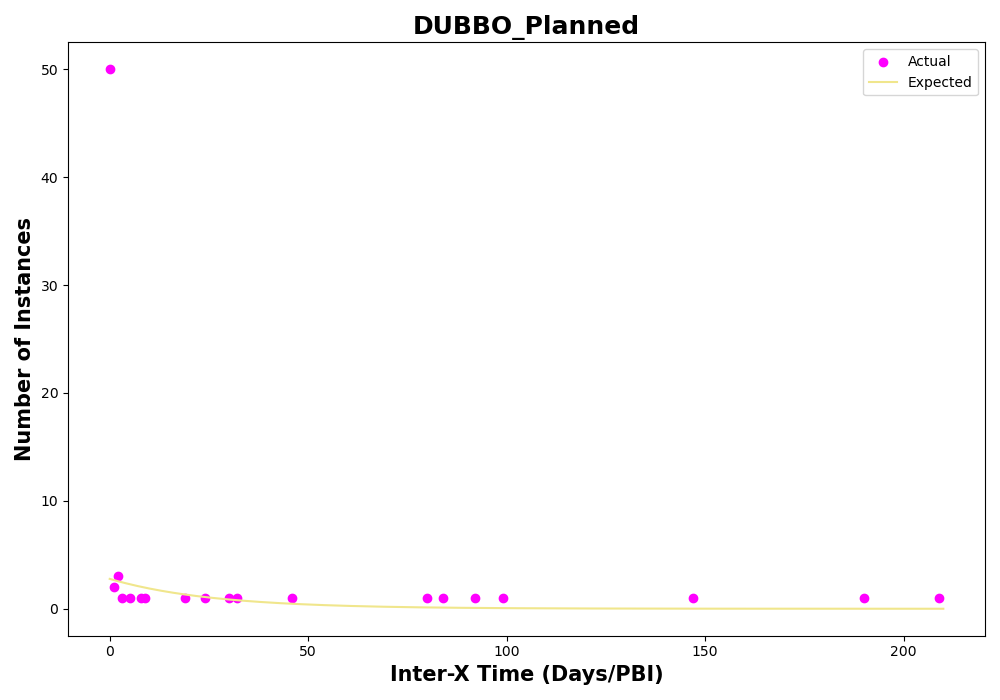 DUBBO_Planned
Actual
Expected
Number of Instances
50
40
30
20
10
0
0
50
100
150
200
Inter-X Time (Days/PBI)